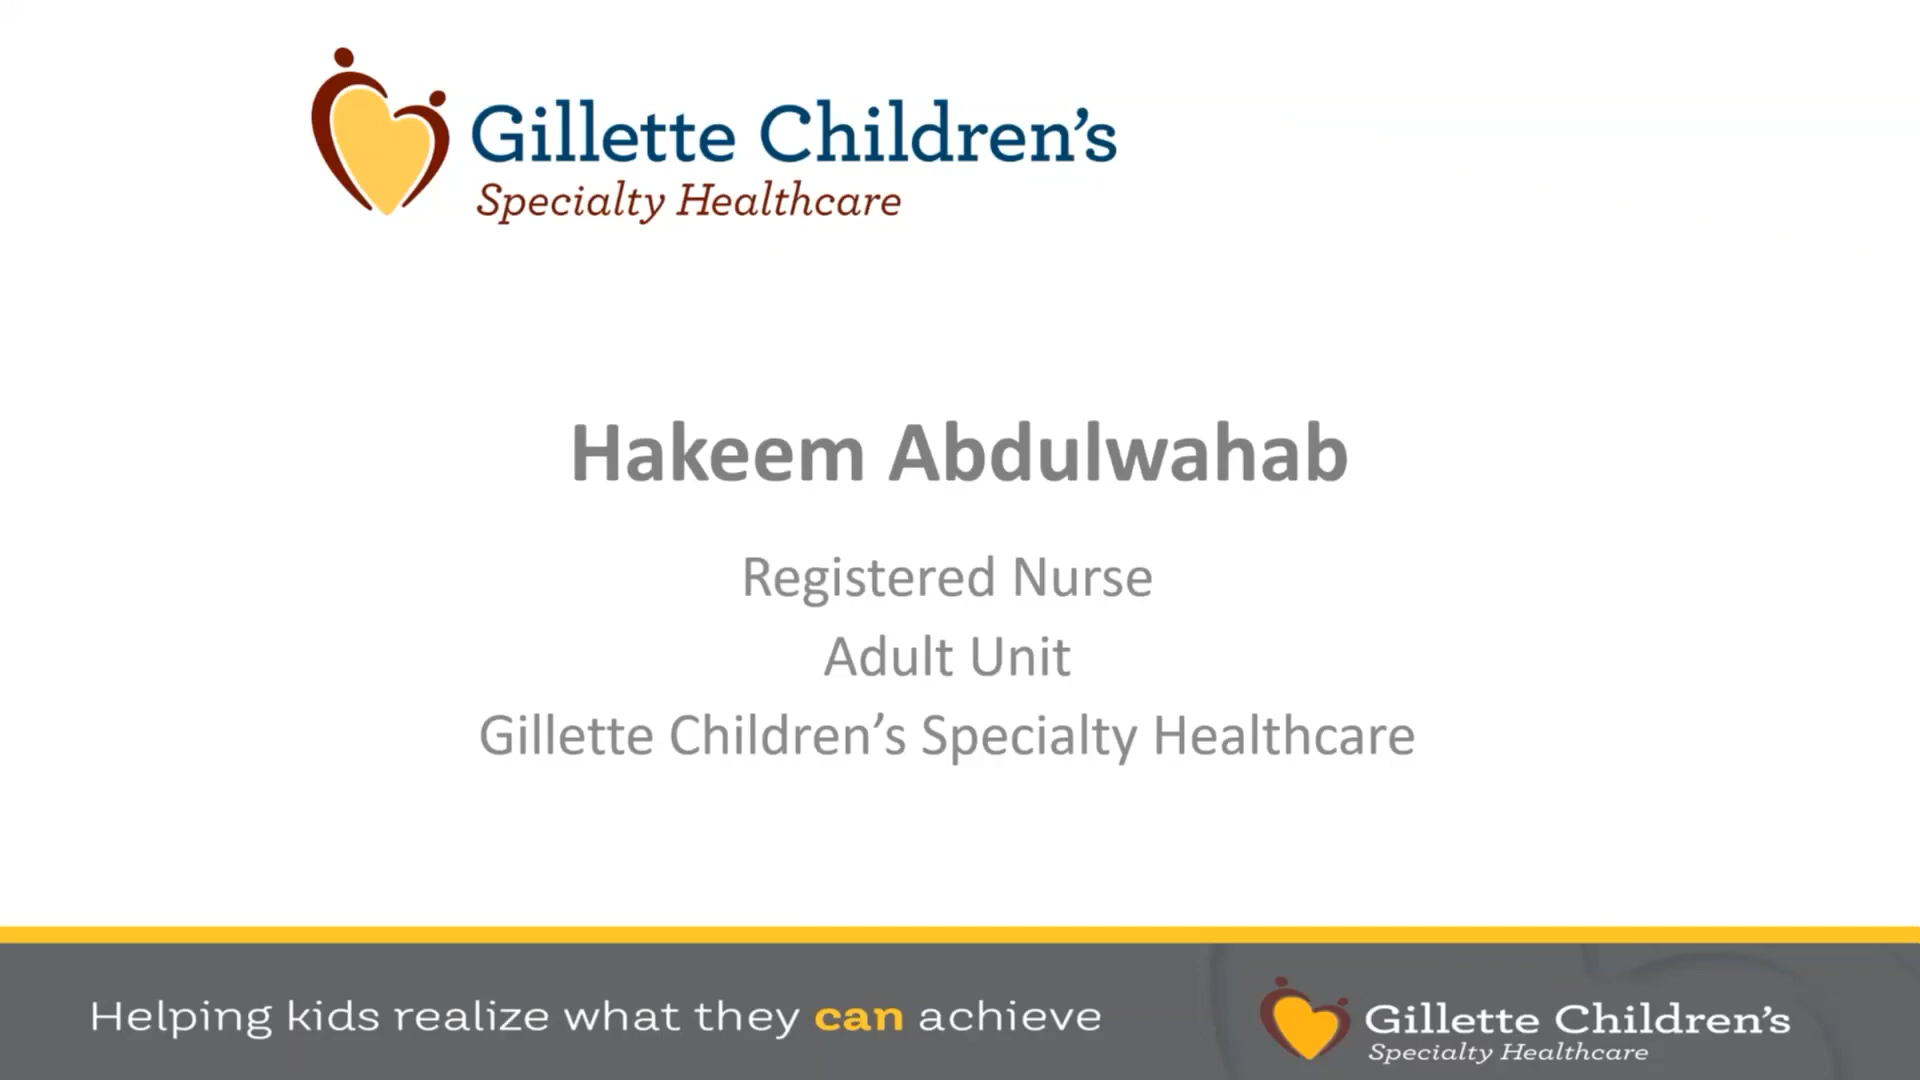 Gillette Children’s
Specialty Healthcare
Hakeem Abdulwahab
Registered Nurse
Adult Unit
Gillette Children’s Specialty Healthcare
Helping kids realize what they can achieve
Gillette Children’s
Specialty Healthcare